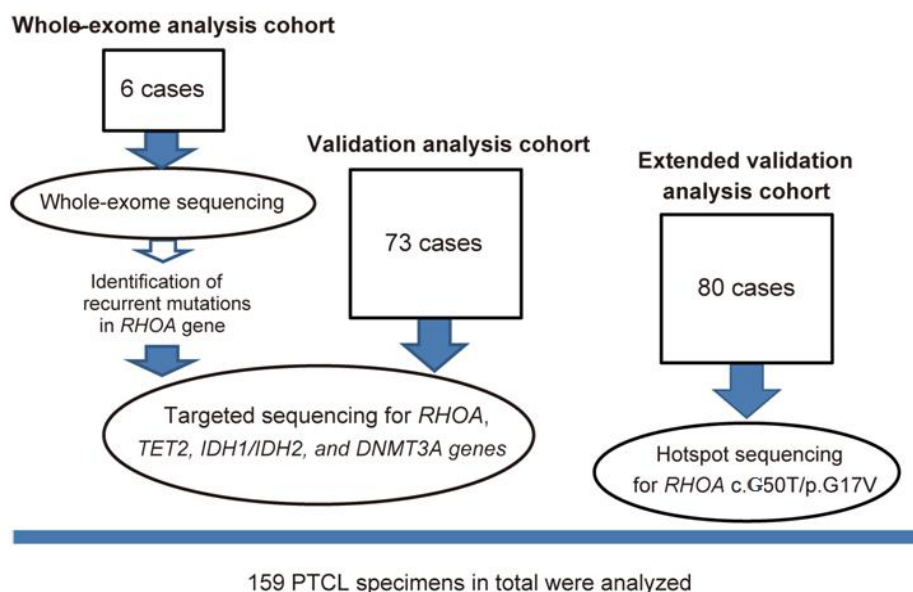 Whole-exome analysis cohort
6 cases
Whole-exome sequencing
Identification of
recurrent mutations
in RHOA gene
Validation analysis cohort
73 cases
Targeted sequencing for RHOA,
TET2, IDH1/IDH2, and DNMT3A genes
Extended validation
analysis cohort
80 cases
Hotspot sequencing
for RHOA c.G50T/p.G17V
159 PTCL specimens in total were analyzed